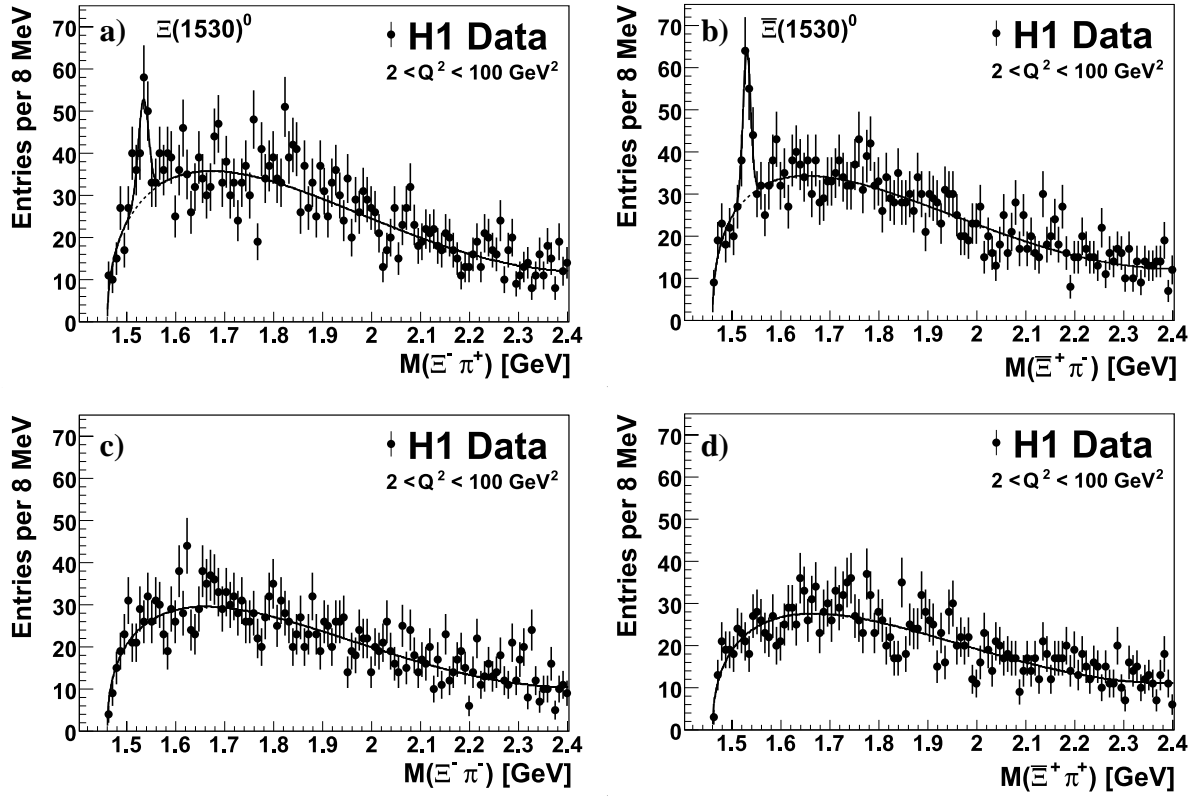 a) Ξ(1530)⁰
H1 Data
2 < Q² < 100 GeV²
Entries per 8 MeV
70
60
50
40
30
20
10
0
1.5 1.6 1.7 1.8 1.9 2 2.1 2.2 2.3 2.4
M(Ξ⁻ π⁺) [GeV]
b) Ξ̅(1530)⁰
H1 Data
2 < Q² < 100 GeV²
Entries per 8 MeV
70
60
50
40
30
20
10
0
1.5 1.6 1.7 1.8 1.9 2 2.1 2.2 2.3 2.4
M(Ξ̅⁺ π⁻) [GeV]
c)
H1 Data
2 < Q² < 100 GeV²
Entries per 8 MeV
70
60
50
40
30
20
10
0
1.5 1.6 1.7 1.8 1.9 2 2.1 2.2 2.3 2.4
M(Ξ⁻ π⁻) [GeV]
d)
H1 Data
2 < Q² < 100 GeV²
Entries per 8 MeV
70
60
50
40
30
20
10
0
1.5 1.6 1.7 1.8 1.9 2 2.1 2.2 2.3 2.4
M(Ξ̅⁺ π⁺) [GeV]